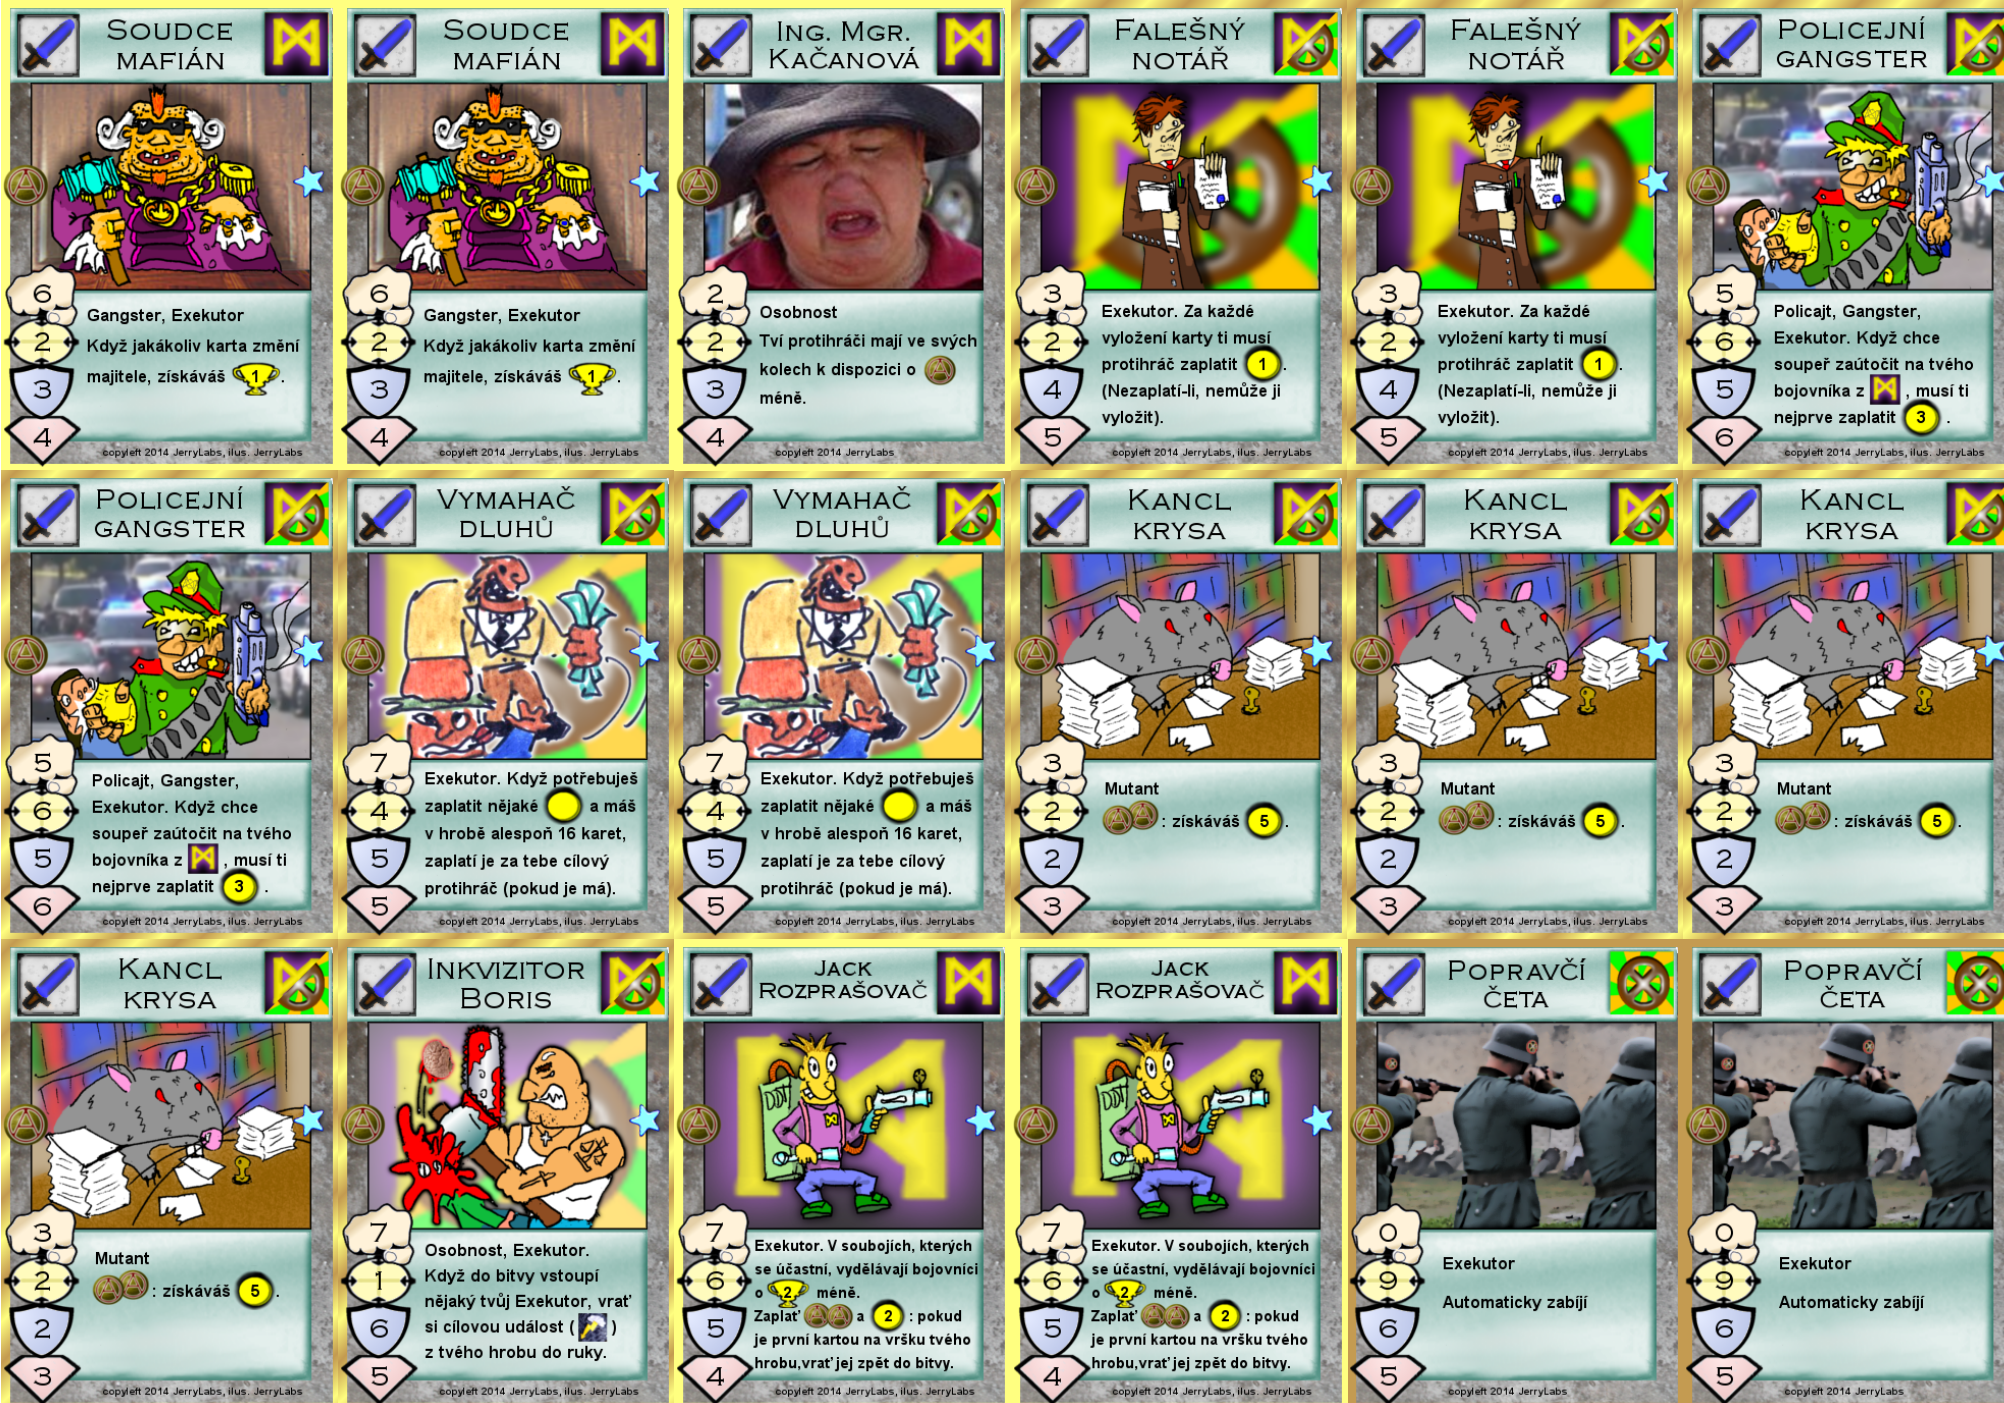 SOUDCE
MAFIÁN
6
2
3
4
Gangster, Exekutor
Když jakákoliv karta změní
majitele, získáváš 1 .
copyleft 2014 JerryLabs, ilus. JerryLabs
SOUDCE
MAFIÁN
6
2
3
4
Gangster, Exekutor
Když jakákoliv karta změní
majitele, získáváš 1 .
copyleft 2014 JerryLabs, ilus. JerryLabs
ING. MGR.
KAČANOVÁ
2
2
3
4
Osobnost
Tví protihráči mají ve svých
kolech k dispozici o
méně.
copyleft 2014 JerryLabs
FALEŠNÝ
NOTÁŘ
3
2
4
5
Exekutor. Za každé
vyložení karty ti musí
protihráč zaplatit 1 .
(Nezaplatí-li, nemůže ji
vyložit).
copyleft 2014 JerryLabs, ilus. JerryLabs
FALEŠNÝ
NOTÁŘ
3
2
4
5
Exekutor. Za každé
vyložení karty ti musí
protihráč zaplatit 1 .
(Nezaplatí-li, nemůže ji
vyložit).
copyleft 2014 JerryLabs, ilus. JerryLabs
POLICEJNÍ
GANGSTER
5
6
5
6
Policajt, Gangster,
Exekutor. Když chce
soupeř zaútočit na tvého
bojovníka z , musí ti
nejprve zaplatit 3 .
copyleft 2014 JerryLabs, ilus. JerryLabs
POLICEJNÍ
GANGSTER
5
6
5
6
Policajt, Gangster,
Exekutor. Když chce
soupeř zaútočit na tvého
bojovníka z , musí ti
nejprve zaplatit 3 .
copyleft 2014 JerryLabs, ilus. JerryLabs
VYMAHAČ
DLUHŮ
7
4
5
5
Exekutor. Když potřebuješ
zaplatit nějaké a máš
v hrobě alespoň 16 karet,
zaplatí je za tebe cílový
protihráč (pokud je má).
copyleft 2014 JerryLabs, ilus. JerryLabs
VYMAHAČ
DLUHŮ
7
4
5
5
Exekutor. Když potřebuješ
zaplatit nějaké a máš
v hrobě alespoň 16 karet,
zaplatí je za tebe cílový
protihráč (pokud je má).
copyleft 2014 JerryLabs, ilus. JerryLabs
KANCL
KRYSA
3
2
2
3
Mutant
: získáváš 5 .
copyleft 2014 JerryLabs, ilus. JerryLabs
KANCL
KRYSA
3
2
2
3
Mutant
: získáváš 5 .
copyleft 2014 JerryLabs, ilus. JerryLabs
KANCL
KRYSA
3
2
2
3
Mutant
: získáváš 5 .
copyleft 2014 JerryLabs, ilus. JerryLabs
KANCL
KRYSA
3
2
2
3
Mutant
: získáváš 5 .
copyleft 2014 JerryLabs, ilus. JerryLabs
INKVIZITOR
BORIS
7
1
6
5
Osobnost, Exekutor.
Když do bitvy vstoupí
nějaký tvůj Exekutor, vrať
si cílovou událost ( )
z tvého hrobu do ruky.
copyleft 2014 JerryLabs, ilus. JerryLabs
JACK
ROZPRAŠOVAČ
DDT
7
6
5
4
Exekutor. V soubojích, kterých
se účastní, vydělávají bojovníci
o 2 méně.
Zaplať a 2 : pokud
je první kartou na vršku tvého
hrobu,vrať jej zpět do bitvy.
copyleft 2014 JerryLabs, ilus. JerryLabs
JACK
ROZPRAŠOVAČ
DDT
7
6
5
4
Exekutor. V soubojích, kterých
se účastní, vydělávají bojovníci
o 2 méně.
Zaplať a 2 : pokud
je první kartou na vršku tvého
hrobu,vrať jej zpět do bitvy.
copyleft 2014 JerryLabs, ilus. JerryLabs
POPRAVČÍ
ČETA
0
9
6
5
Exekutor
Automaticky zabíjí
copyleft 2014 JerryLabs
POPRAVČÍ
ČETA
0
9
6
5
Exekutor
Automaticky zabíjí
copyleft 2014 JerryLabs